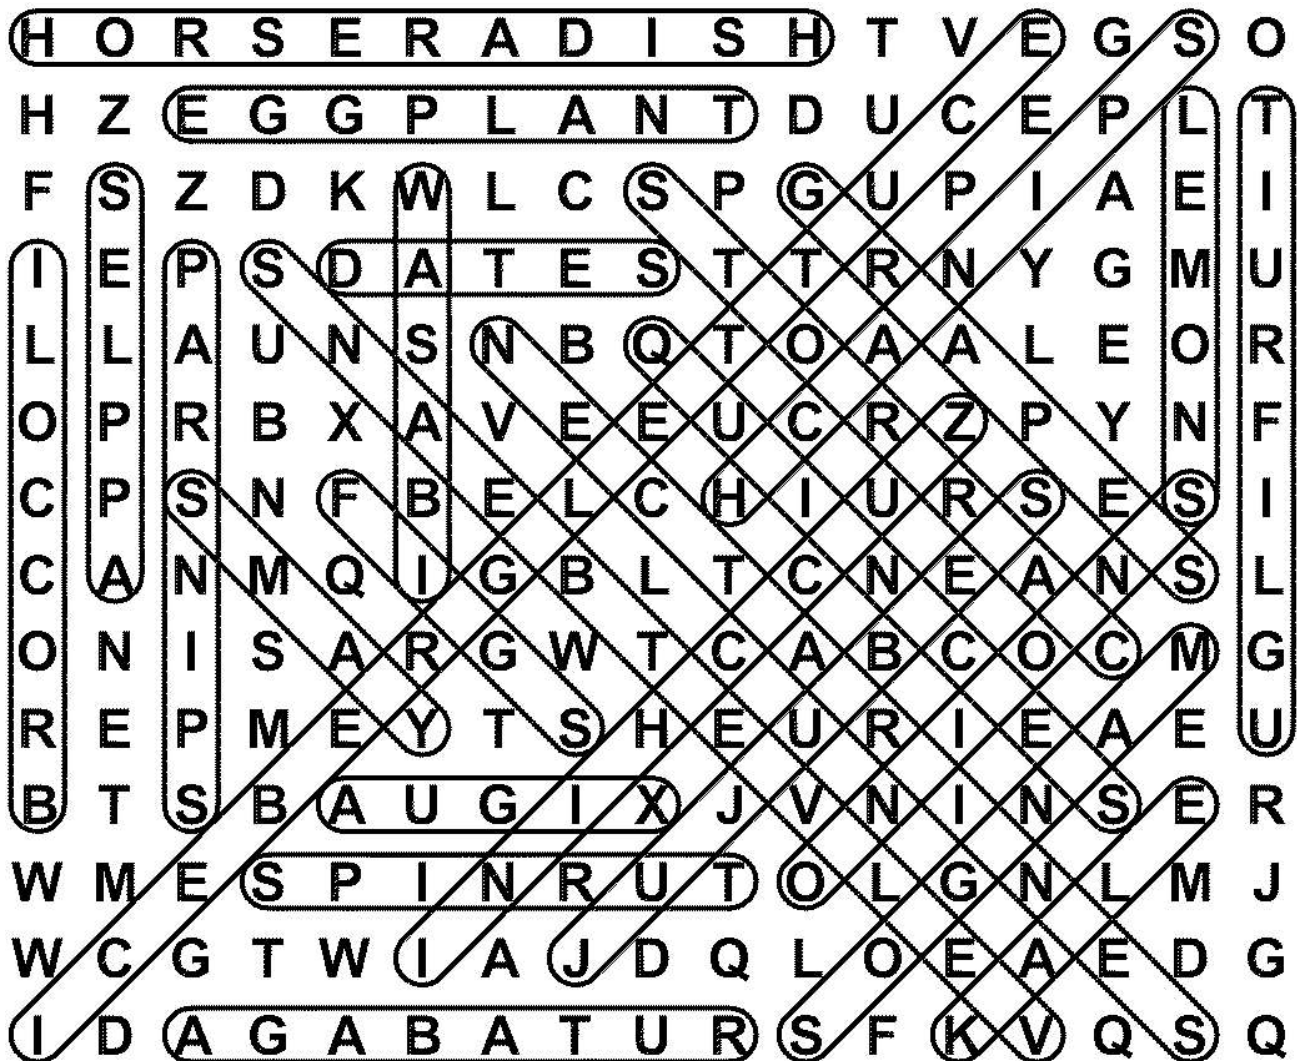 H O R S E R A D I S H T V E G S O
H Z E G G P L A N T D U C E P L T
F S Z D K W L C S P G U P I A E I
I E P S D A T E S T T R N Y G M U
L L A U N S N B Q T O A A L E O R
O P R B X A V E E U C R Z P Y N F
C P S N F B E L C H I U R S E S I
C A N M Q I G B L T C N E A N S L
O N I S A R G W T C A B C O C M G
R E P M E Y T S H E U R I E A E U
B T S B A U G I X J V N I N S E R
W M E S P I N R U T O L G N L M J
W C G T W I A J D Q L O E A E D G
I D A G A B A T U R S F K V Q S Q